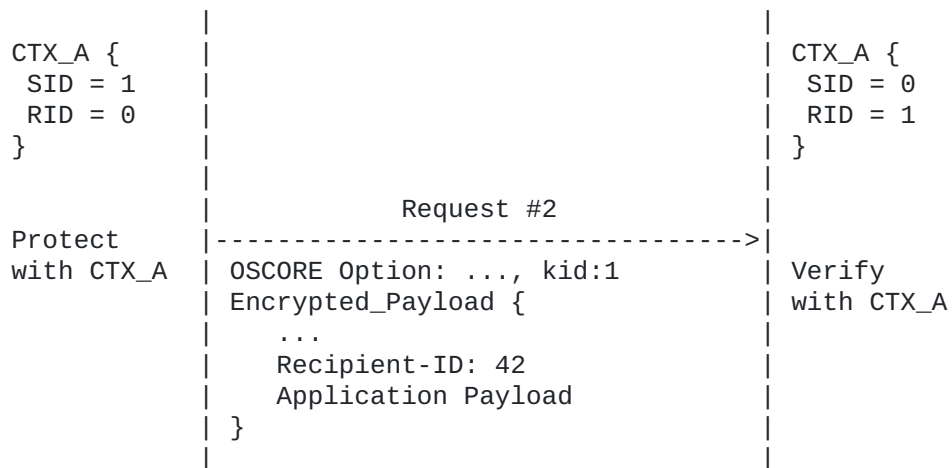 CTX_A { CTX_A {
SID = 1 SID = 0
RID = 0 RID = 1
} }
Request #2
Protect |---------------------------------->|
with CTX_A OSCORE Option: ..., kid:1 Verify
Encrypted_Payload { with CTX_A
...
Recipient-ID: 42
Application Payload
}